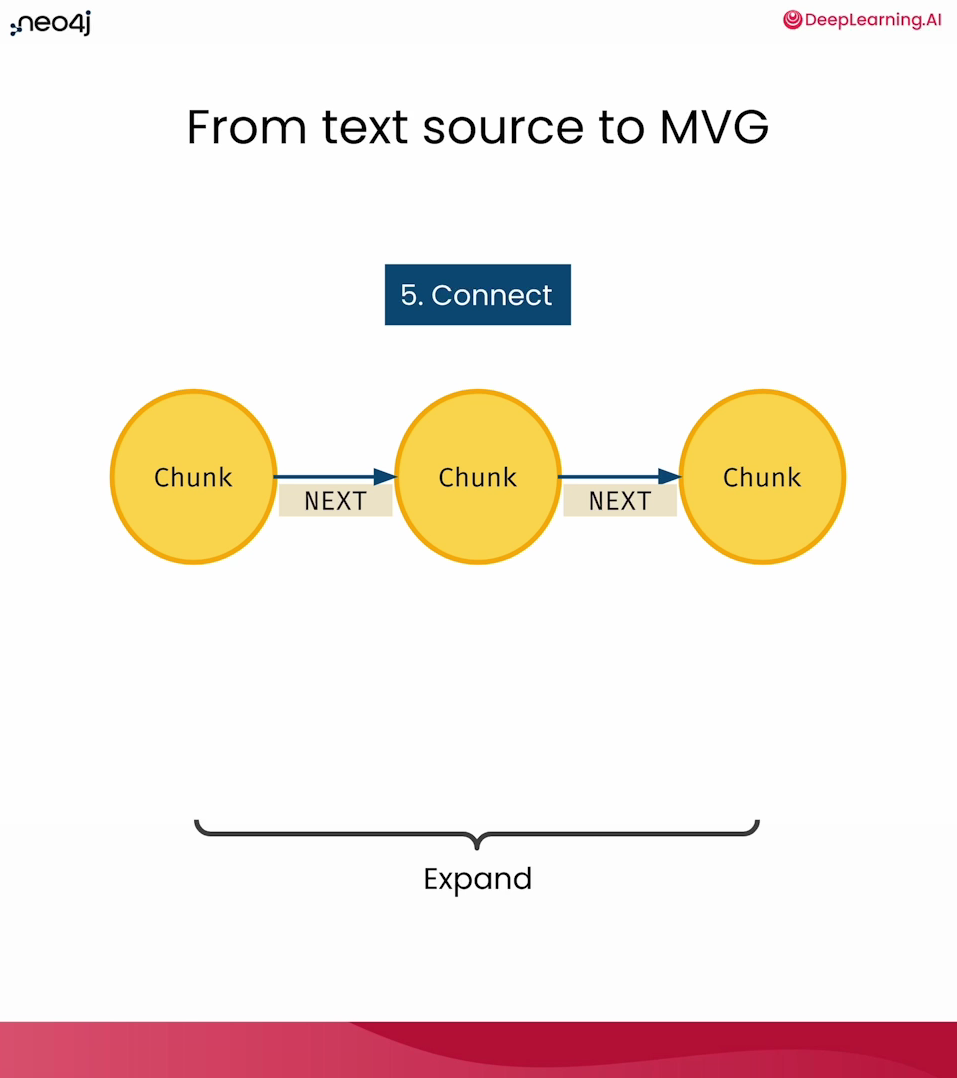 neo4j
DeepLearning.AI
From text source to MVG
5. Connect
Chunk
Chunk
Chunk
NEXT
NEXT
Expand